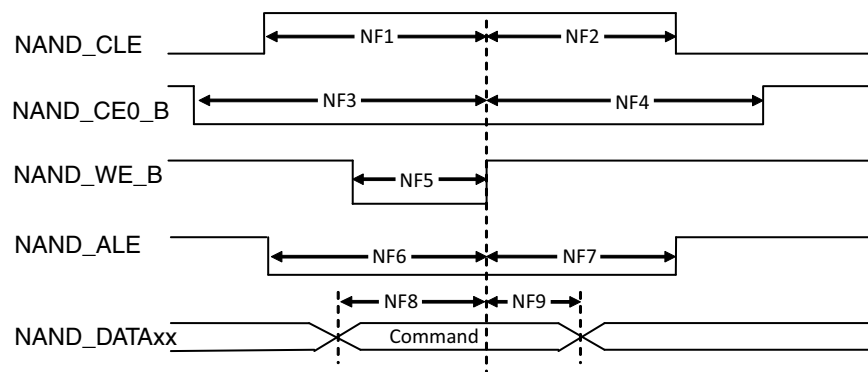 NAND_CLE NF1 NF2
NAND_CE0_B NF3 NF4
NAND_WE_B NF5
NAND_ALE NF6 NF7
NF8 NF9
NAND_DATAxx Command